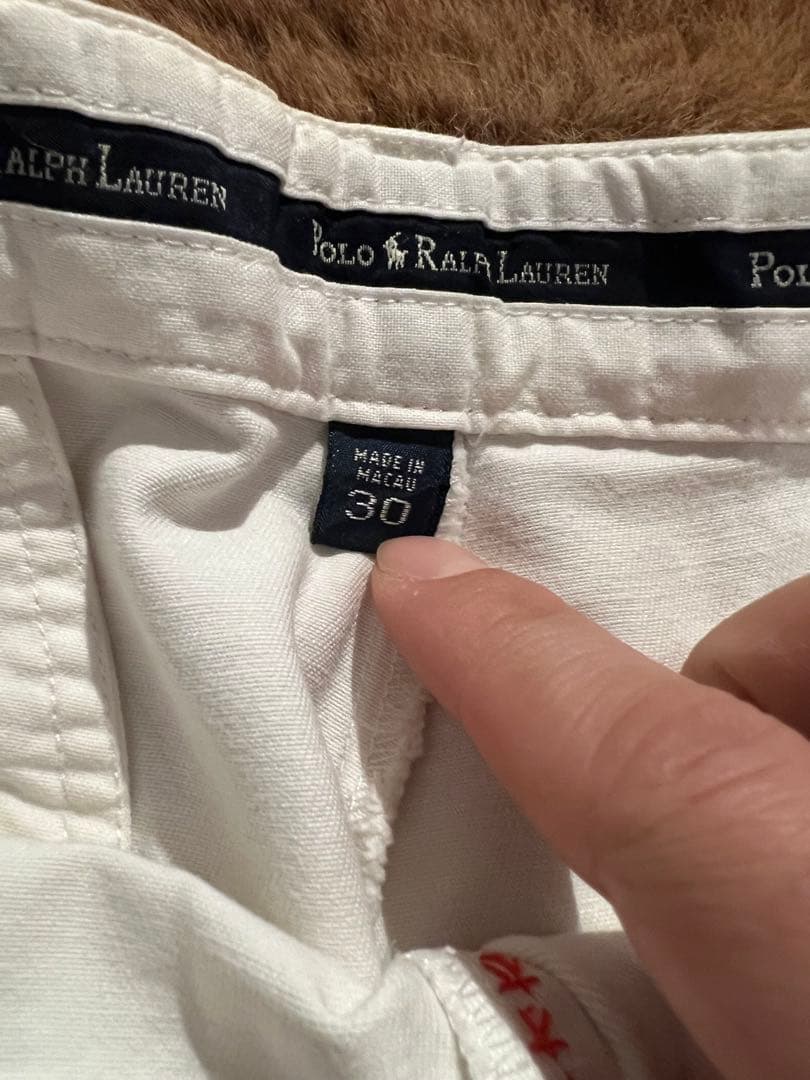 ALPH LAUREN
POLO RALPH LAUREN
POL
MADE IN
MACAU
30